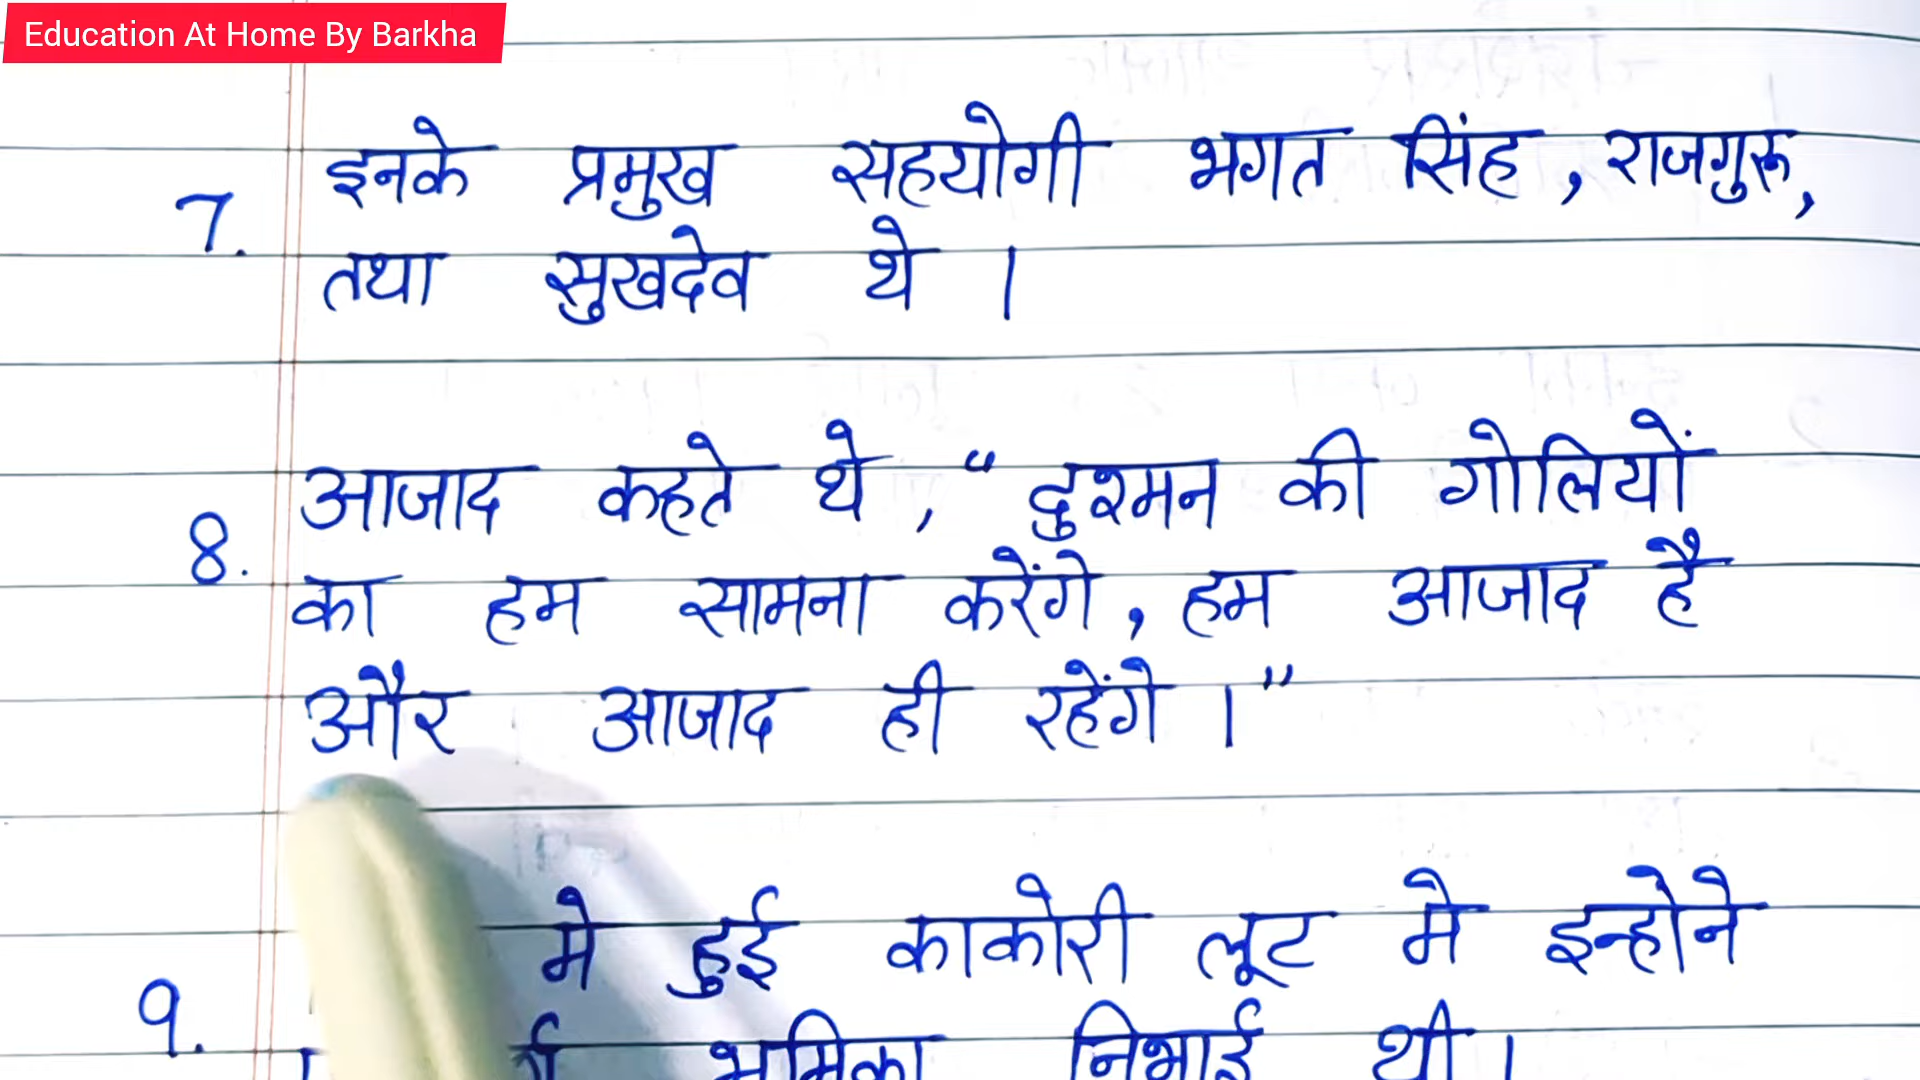 Education At Home By Barkha
7. इनके प्रमुख सहयोगी भगत सिंह, राजगुरू,
तथा सुखदेव थे ।
8. आजाद कहते थे, “दुश्मन की गोलियों
का हम सामना करेंगे, हम आजाद है
और आजाद ही रहेंगे ।”
9. मे हुई काकोरी लूट मे इन्होने
भूमिका निभाई थी ।